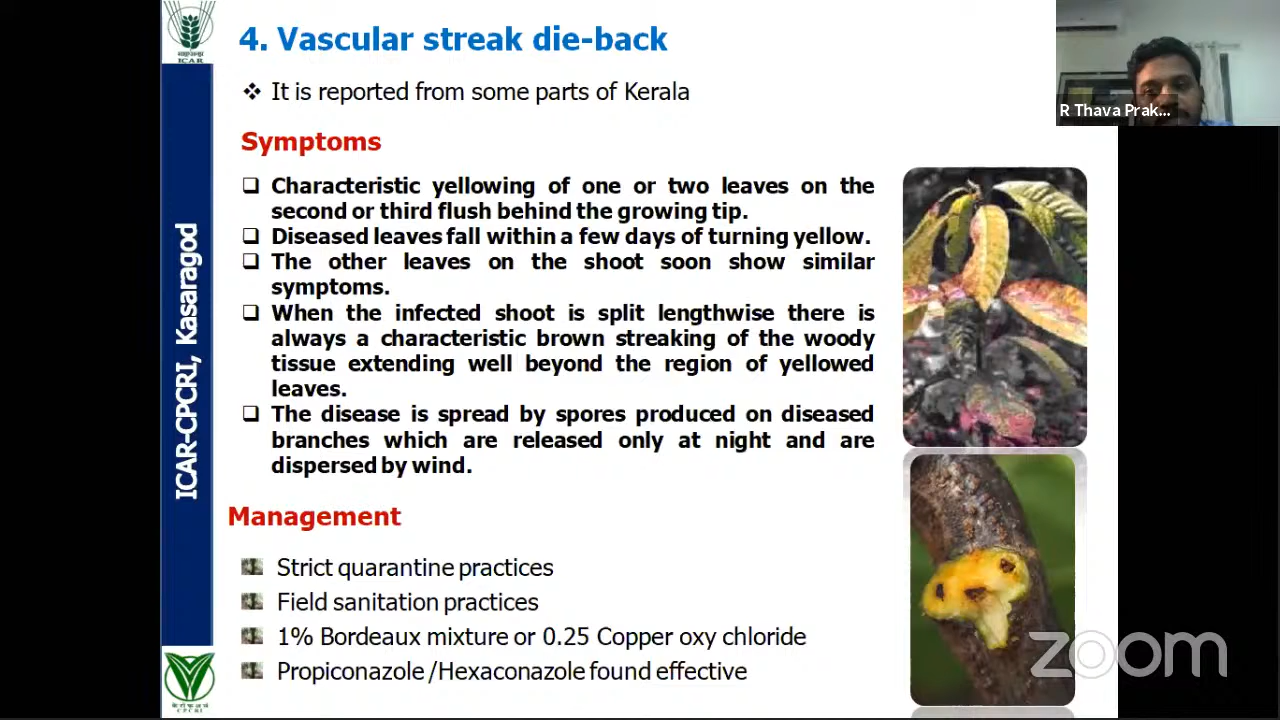 4. Vascular streak die-back
❖ It is reported from some parts of Kerala
Symptoms
❑ Characteristic yellowing of one or two leaves on the
second or third flush behind the growing tip.
❑ Diseased leaves fall within a few days of turning yellow.
❑ The other leaves on the shoot soon show similar
symptoms.
❑ When the infected shoot is split lengthwise there is
always a characteristic brown streaking of the woody
tissue extending well beyond the region of yellowed
leaves.
❑ The disease is spread by spores produced on diseased
branches which are released only at night and are
dispersed by wind.
Management
Strict quarantine practices
Field sanitation practices
1% Bordeaux mixture or 0.25 Copper oxy chloride
Propiconazole /Hexaconazole found effective
ICAR-CPCRI, Kasaragod
ICAR
CPCRI
R Thava Prak...
zoom